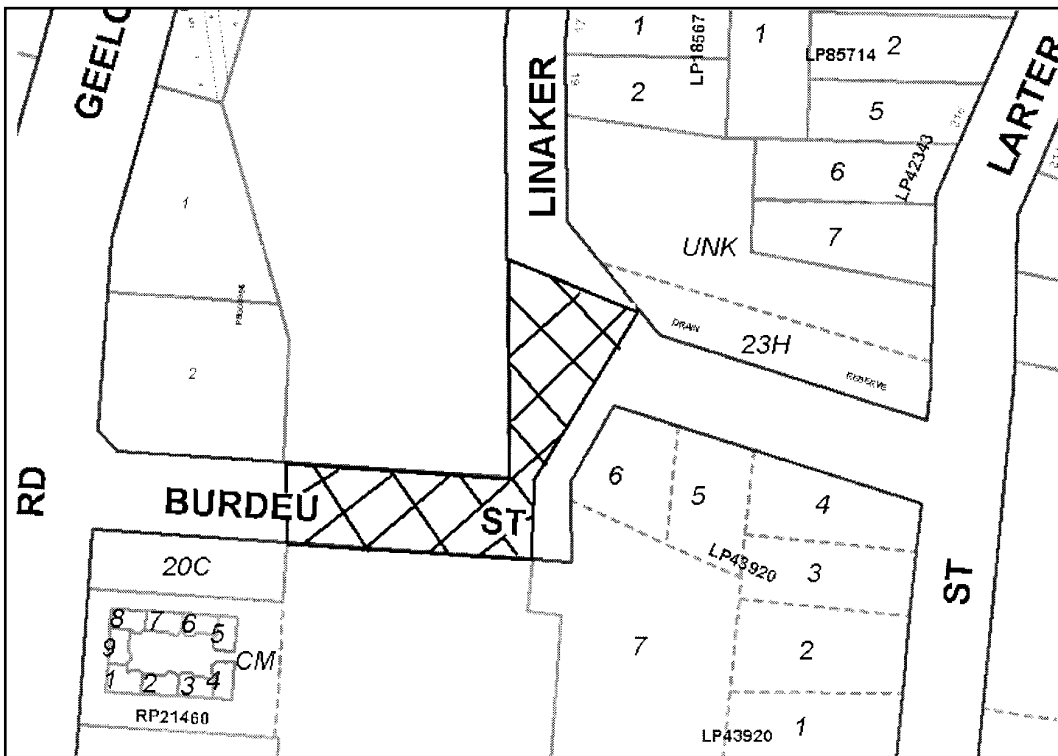 GEELO
RD
LINAKER
LARTER
ST
BURDEU ST
1
2
1
2
LP18567
1
LP85714
2
5
6
LP42343
7
UNK
DRAIN
23H
RESERVE
6
5
4
LP43920
3
7
2
LP43920
1
20C
8
7
6
5
9
CM
1
2
3
4
RP21460